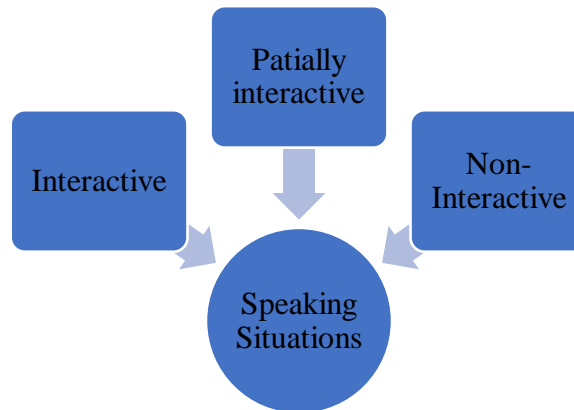 Patially
interactive
Interactive
Non-
Interactive
Speaking
Situations